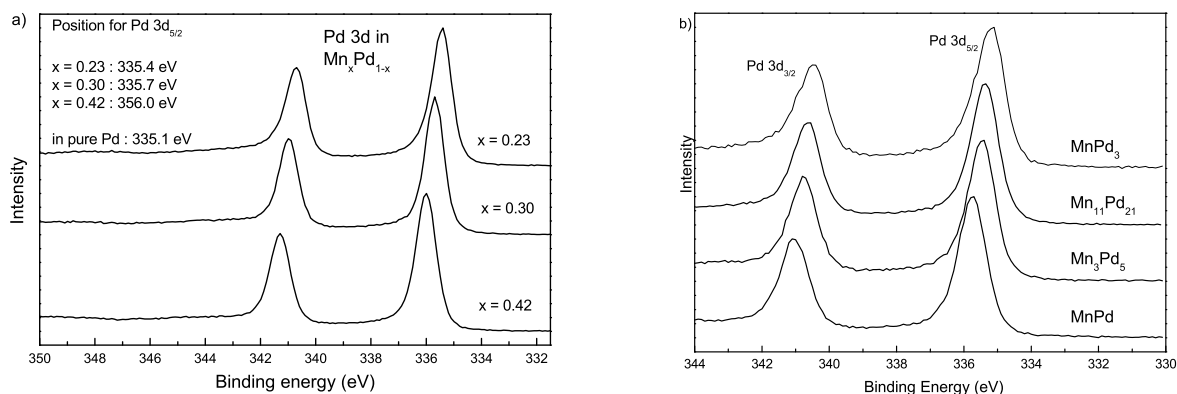 a)
Position for Pd 3d5/2
x = 0.23 : 335.4 eV
x = 0.30 : 335.7 eV
x = 0.42 : 356.0 eV
in pure Pd : 335.1 eV
Pd 3d in
MnxPd1-x
x = 0.23
x = 0.30
x = 0.42
Intensity
350 348 346 344 342 340 338 336 334 332
Binding energy (eV)
b)
Pd 3d5/2
Pd 3d3/2
MnPd3
Mn11Pd21
Mn3Pd5
MnPd
Intensity
344 342 340 338 336 334 332 330
Binding Energy (eV)